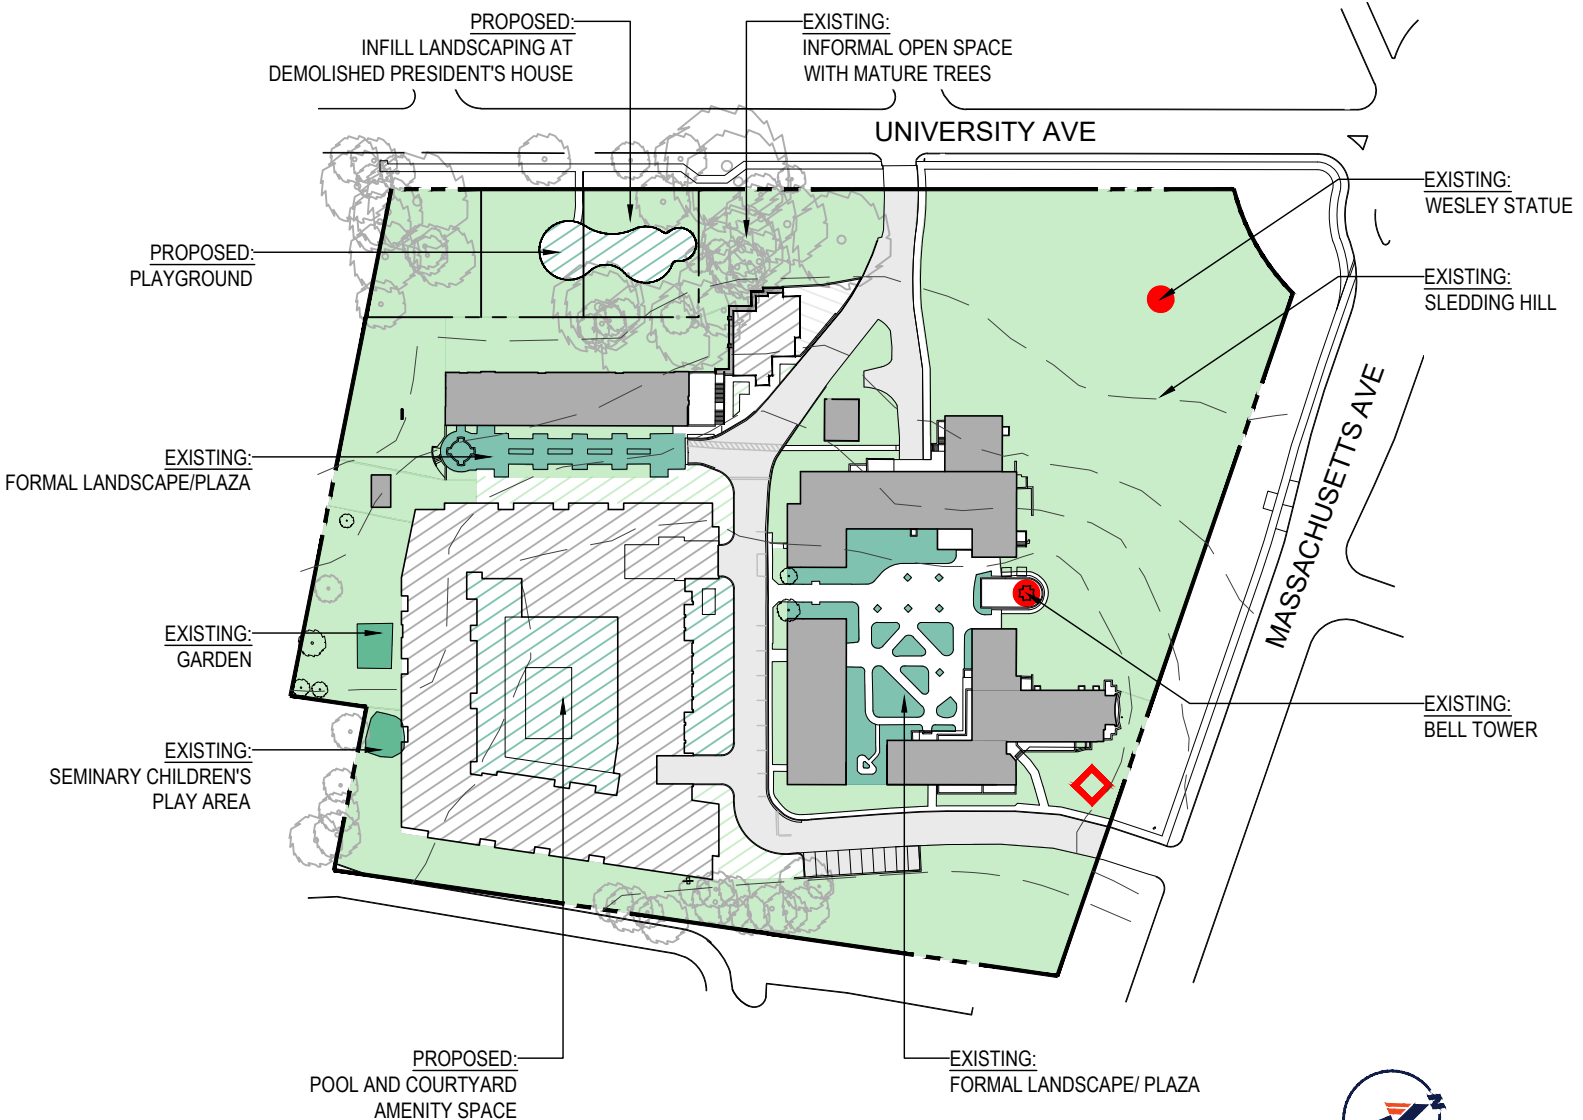 PROPOSED:
INFILL LANDSCAPING AT
DEMOLISHED PRESIDENT'S HOUSE
EXISTING:
INFORMAL OPEN SPACE
WITH MATURE TREES
UNIVERSITY AVE
EXISTING:
WESLEY STATUE
PROPOSED:
PLAYGROUND
EXISTING:
SLEDDING HILL
MASSACHUSETTS AVE
EXISTING:
FORMAL LANDSCAPE/PLAZA
EXISTING:
GARDEN
EXISTING:
BELL TOWER
EXISTING:
SEMINARY CHILDREN'S
PLAY AREA
PROPOSED:
POOL AND COURTYARD
AMENITY SPACE
EXISTING:
FORMAL LANDSCAPE/ PLAZA
N